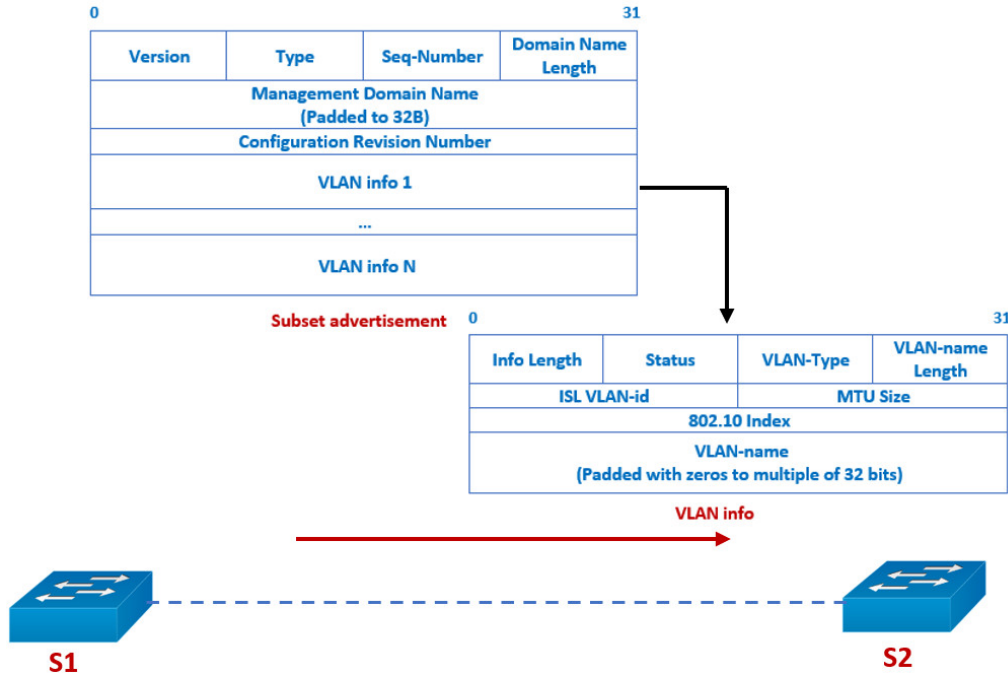 0 31
Version Type Seq-Number Domain Name Length
Management Domain Name
(Padded to 32B)
Configuration Revision Number
VLAN info 1
...
VLAN info N
Subset advertisement
0 31
Info Length Status VLAN-Type VLAN-name Length
ISL VLAN-id MTU Size
802.10 Index
VLAN-name
(Padded with zeros to multiple of 32 bits)
VLAN info
S1 S2